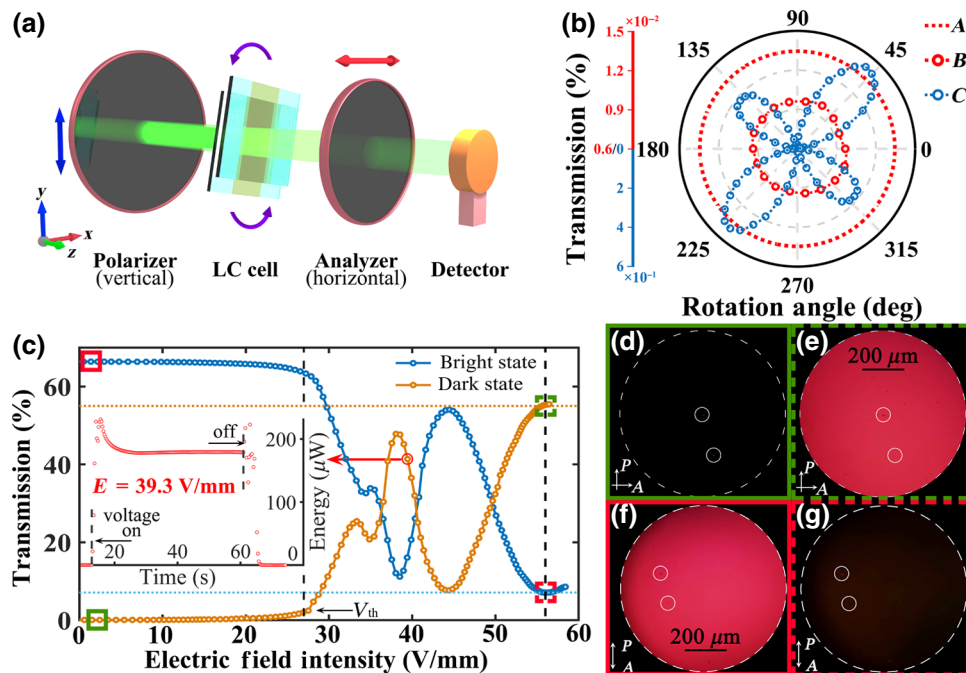 (a)
y
x
z
Polarizer
(vertical)
LC cell
Analyzer
(horizontal)
Detector
(b)
Transmission (%)
×10⁻²
1.5
1.2
0.9
0.6/0
2
4
6
×10⁻¹
90
135
45
180
0
225
315
270
Rotation angle (deg)
A
B
C
(c)
Transmission (%)
60
40
20
0
0
10
20
30
40
50
60
Electric field intensity (V/mm)
Bright state
Dark state
off
E = 39.3 V/mm
voltage
on
20
40
60
Time (s)
200
100
0
Energy (μW)
Vth
(d)
P
A
(e)
200 μm
P
A
(f)
200 μm
P
A
(g)
P
A